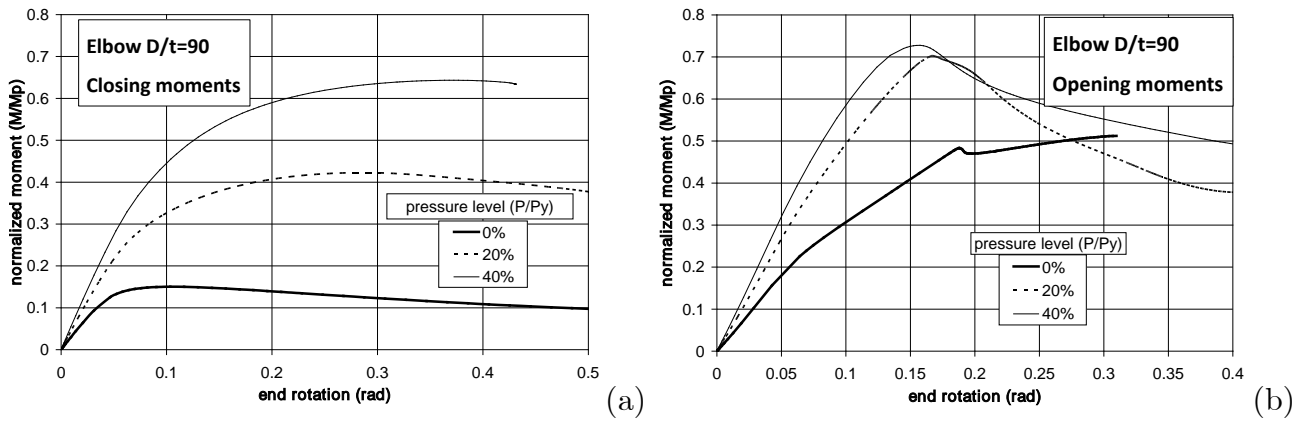 0.8
0.7
0.6
0.5
0.4
0.3
0.2
0.1
0
normalized moment (M/Mp)
Elbow D/t=90
Closing moments
pressure level (P/Py)
0%
20%
40%
0 0.1 0.2 0.3 0.4 0.5
end rotation (rad)
(a)
0.8
0.7
0.6
0.5
0.4
0.3
0.2
0.1
0
normalized moment (M/Mp)
Elbow D/t=90
Opening moments
pressure level (P/Py)
0%
20%
40%
0 0.05 0.1 0.15 0.2 0.25 0.3 0.35 0.4
end rotation (rad)
(b)